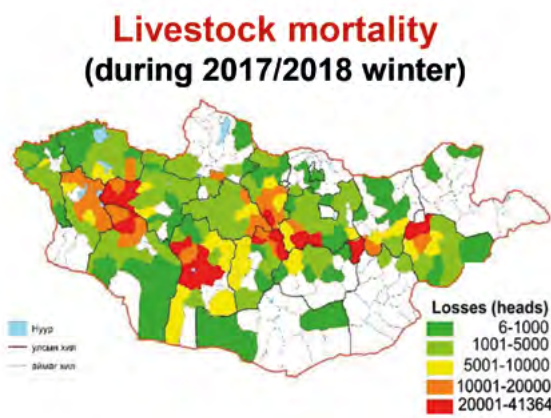 Livestock mortality
(during 2017/2018 winter)
Нуур
улсын хил
аймаг хил
Losses (heads)
6-1000
1001-5000
5001-10000
10001-20000
20001-41364